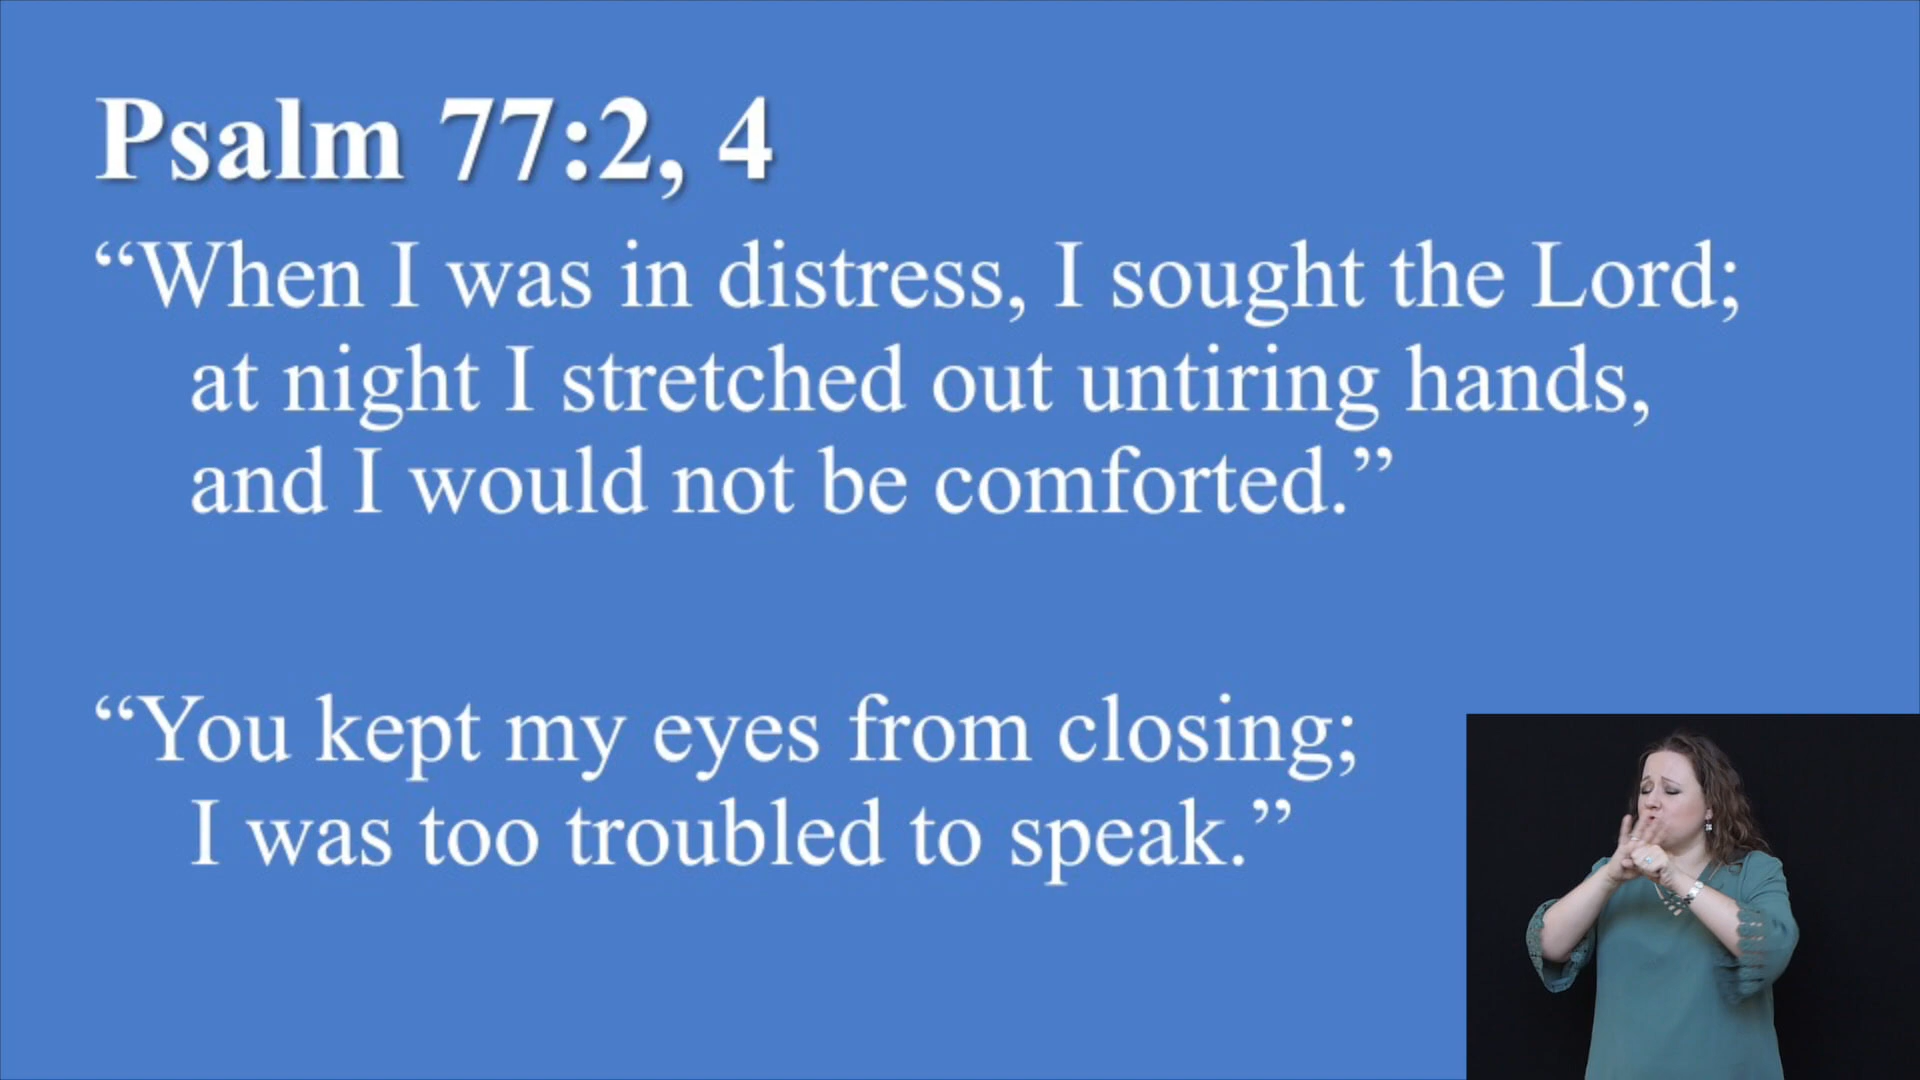 Psalm 77:2, 4
“When I was in distress, I sought the Lord;
at night I stretched out untiring hands,
and I would not be comforted.”
“You kept my eyes from closing;
I was too troubled to speak.”